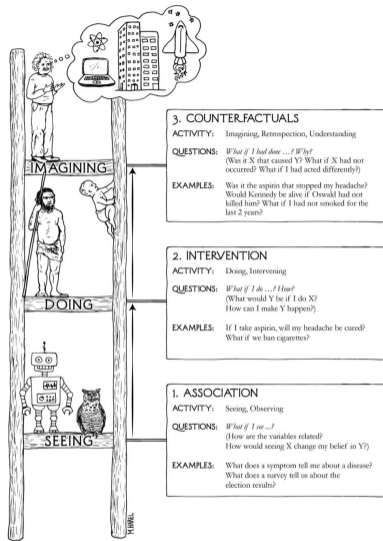 3. COUNTERFACTUALS
ACTIVITY: Imagining, Retrospection, Understanding
QUESTIONS: What if I had done …? Why?
(Was it X that caused Y? What if X had not
occurred? What if I had acted differently?)
EXAMPLES: Was it the aspirin that stopped my headache?
Would Kennedy be alive if Oswald had not
killed him? What if I had not smoked for the
last 2 years?
IMAGINING
2. INTERVENTION
ACTIVITY: Doing, Intervening
QUESTIONS: What if I do …? How?
(What would Y be if I do X?
How can I make Y happen?)
EXAMPLES: If I take aspirin, will my headache be cured?
What if we ban cigarettes?
DOING
1. ASSOCIATION
ACTIVITY: Seeing, Observing
QUESTIONS: What if I see ...?
(How are the variables related?
How would seeing X change my belief in Y?)
EXAMPLES: What does a symptom tell me about a disease?
What does a survey tell us about the
election results?
SEEING
M.HAREL